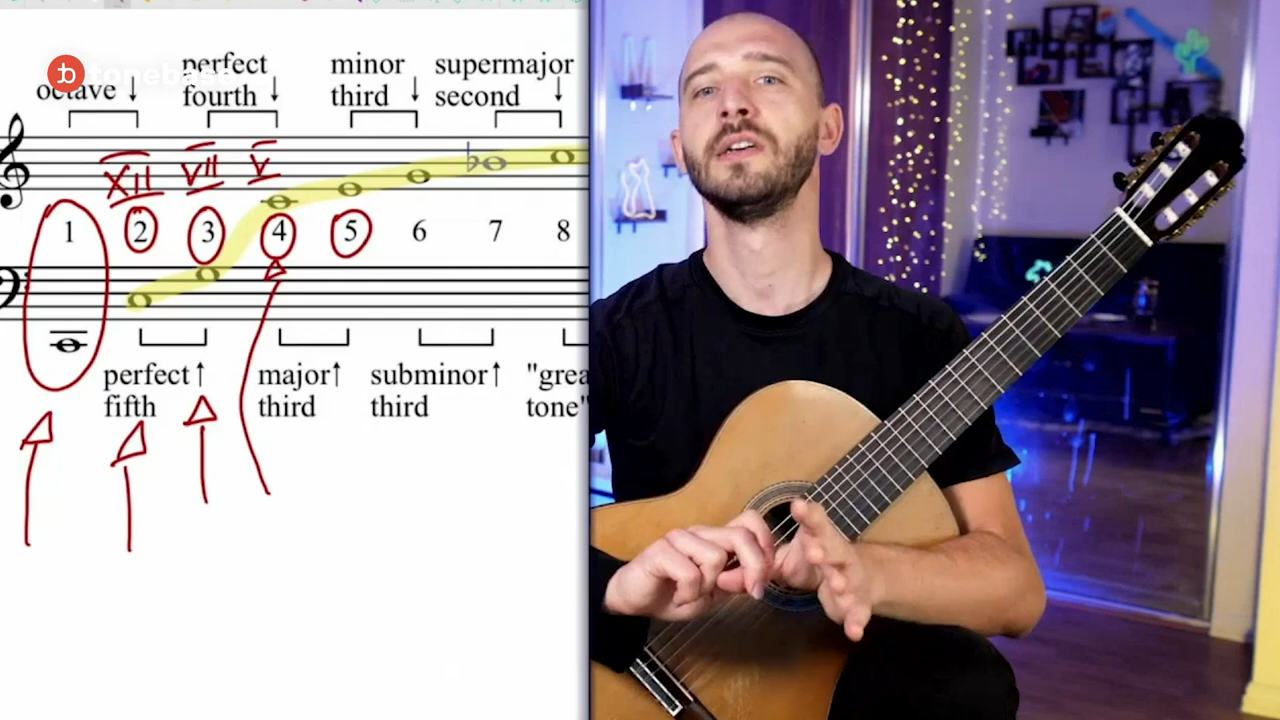 tonebase
octave ↓
perfect
fourth ↓
minor
third ↓
supermajor
second ↓
XII VII V
1 2 3 4 5 6 7 8
perfect ↑
fifth
major ↑
third
subminor ↑
third
"grea
tone"